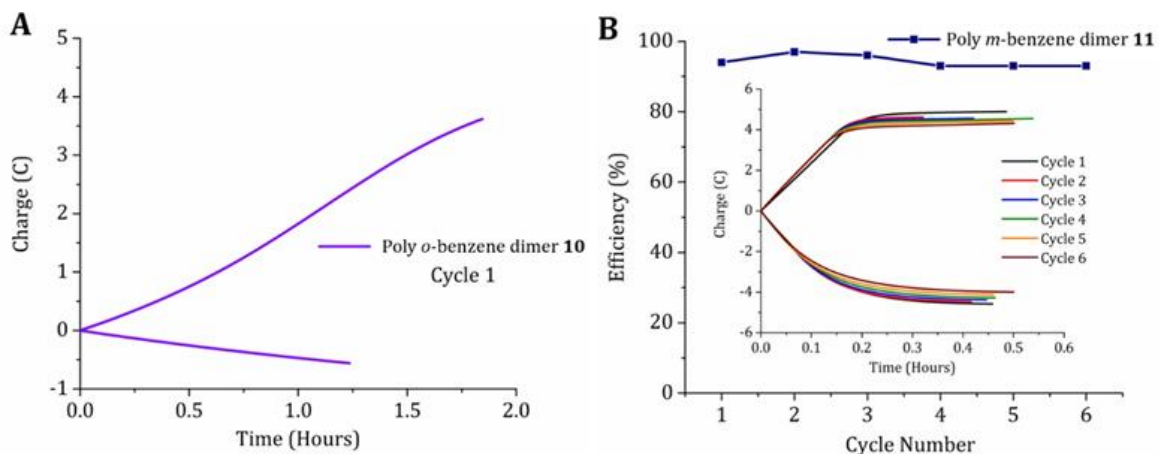 A
5
4
3
2
1
0
-1
0.0
0.5
1.0
1.5
2.0
Charge (C)
Time (Hours)
Poly o-benzene dimer 10
Cycle 1
B
100
80
60
40
20
0
1
2
3
4
5
6
Efficiency (%)
Cycle Number
Poly m-benzene dimer 11
6
4
2
0
-2
-4
-6
0.0
0.1
0.2
0.3
0.4
0.5
0.6
Charge (C)
Time (Hours)
Cycle 1
Cycle 2
Cycle 3
Cycle 4
Cycle 5
Cycle 6